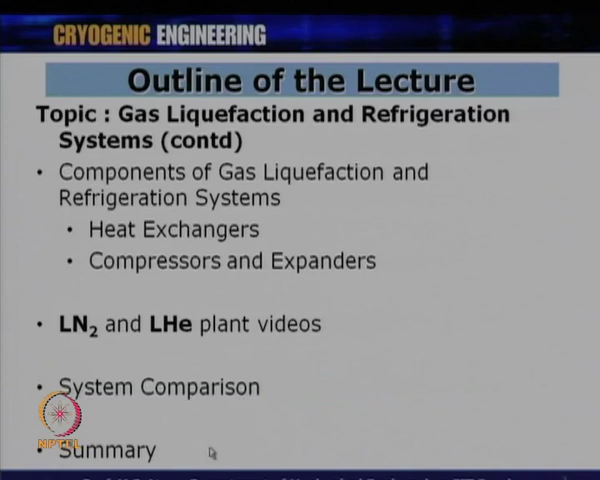 CRYOGENIC ENGINEERING
Outline of the Lecture
Topic : Gas Liquefaction and Refrigeration
Systems (contd)
• Components of Gas Liquefaction and
Refrigeration Systems
• Heat Exchangers
• Compressors and Expanders
• LN2 and LHe plant videos
• System Comparison
• Summary
NPTEL